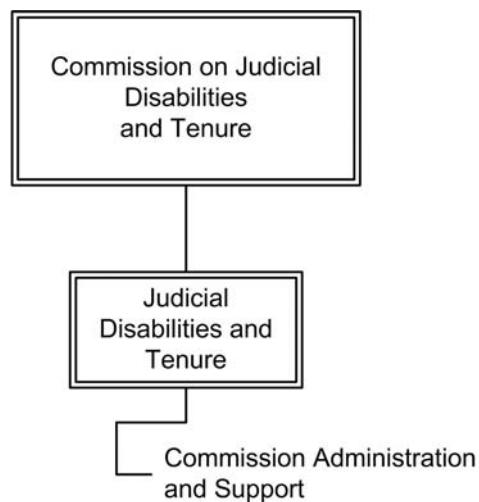 Commission on Judicial
Disabilities
and Tenure
Judicial
Disabilities and
Tenure
Commission Administration
and Support